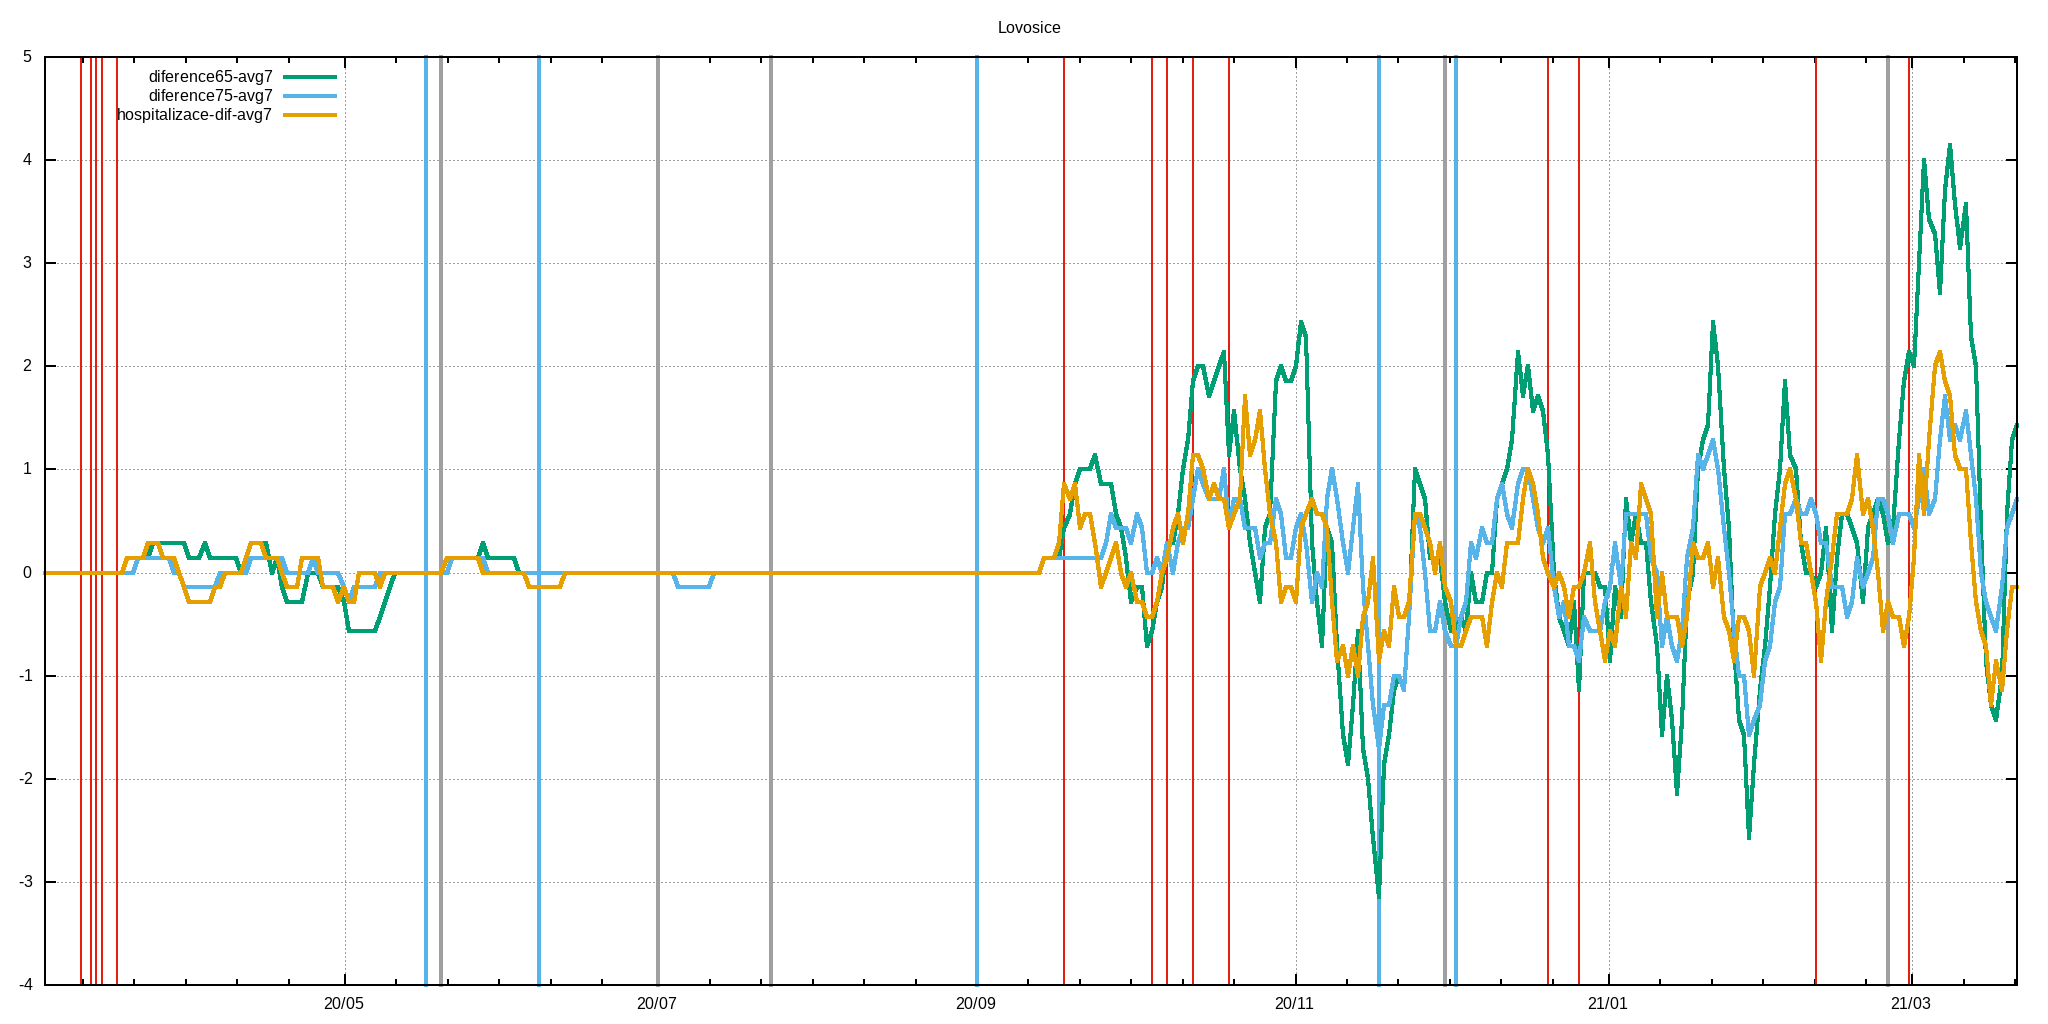 Lovosice
5
diference65-avg7
diference75-avg7
hospitalizace-dif-avg7
4
3
2
1
0
-1
-2
-3
-4
20/05 20/07 20/09 20/11 21/01 21/03